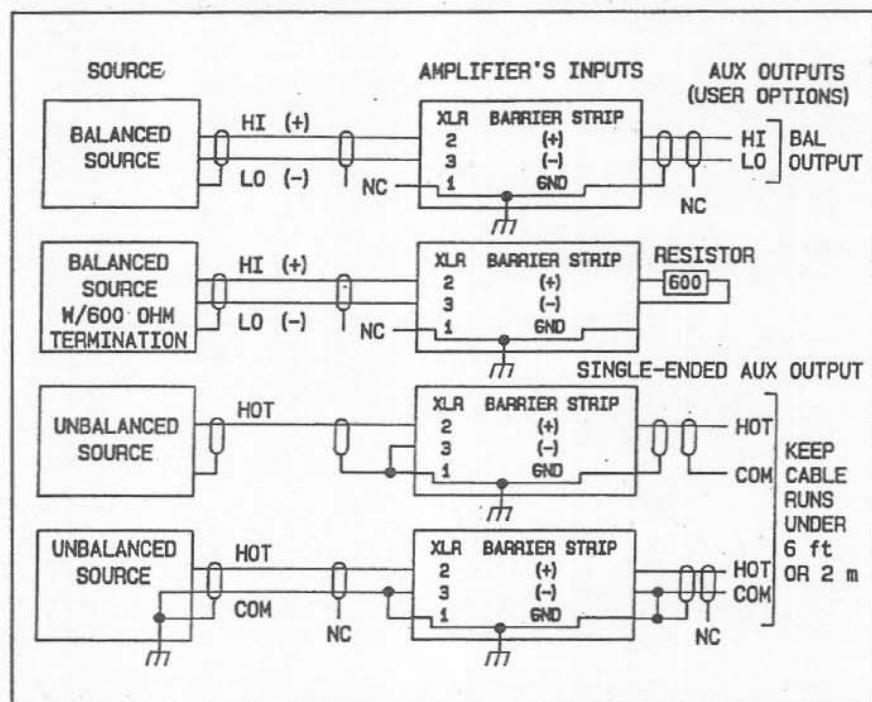 SOURCE
AMPLIFIER'S INPUTS
AUX OUTPUTS
(USER OPTIONS)
BALANCED
SOURCE
HI (+)
LO (-)
NC
XLR BARRIER STRIP
2 (+)
3 (-)
1 GND
HI
LO
BAL
OUTPUT
NC
BALANCED
SOURCE
W/600 OHM
TERMINATION
HI (+)
LO (-)
NC
XLR BARRIER STRIP
2 (+)
3 (-)
1 GND
RESISTOR
600
SINGLE-ENDED AUX OUTPUT
UNBALANCED
SOURCE
HOT
XLR BARRIER STRIP
2 (+)
3 (-)
1 GND
HOT
COM
UNBALANCED
SOURCE
HOT
COM
NC
XLR BARRIER STRIP
2 (+)
3 (-)
1 GND
HOT
COM
NC
KEEP
CABLE
RUNS
UNDER
6 ft
OR 2 m